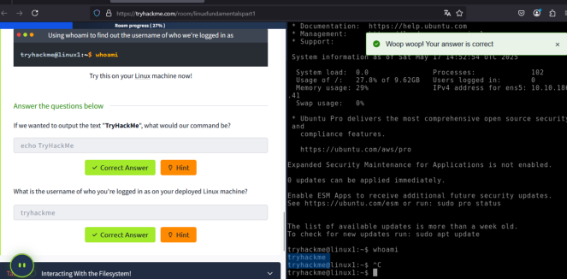 https://tryhackme.com/room/linuxfundamentalspart1
Room progress ( 27% )
Using whoami to find out the username of who we're logged in as
tryhackme@linux1:~$ whoami
Try this on your Linux machine now!
Answer the questions below
If we wanted to output the text "TryHackMe", what would our command be?
echo TryHackMe
Correct Answer
Hint
What is the username of who you're logged in as on your deployed Linux machine?
tryhackme
Correct Answer
Hint
Interacting With the Filesystem!
* Documentation: https://help.ubuntu.com
* Management:
* Support:
Woop woop! Your answer is correct
System information as of Sat May 17 14:52:54 UTC 2025
System load: 0.0 Processes: 102
Usage of /: 27.8% of 9.62GB Users logged in: 0
Memory usage: 29% IPv4 address for ens5: 10.10.18
.41
Swap usage: 0%
* Ubuntu Pro delivers the most comprehensive open source security
and
compliance features.
https://ubuntu.com/aws/pro
Expanded Security Maintenance for Applications is not enabled.
0 updates can be applied immediately.
Enable ESM Apps to receive additional future security updates.
See https://ubuntu.com/esm or run: sudo pro status
The list of available updates is more than a week old.
To check for new updates run: sudo apt update
tryhackme@linux1:~$ whoami
tryhackme
tryhackme@linux1:~$ ^C
tryhackme@linux1:~$